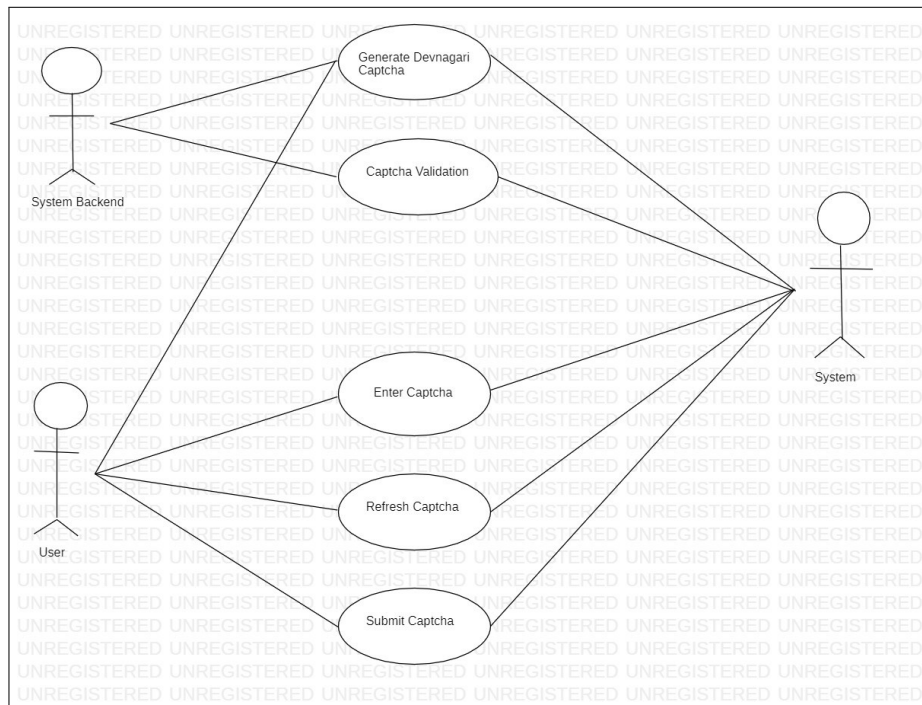 Generate Devnagari
Captcha
Captcha Validation
System Backend
System
Enter Captcha
Refresh Captcha
User
Submit Captcha